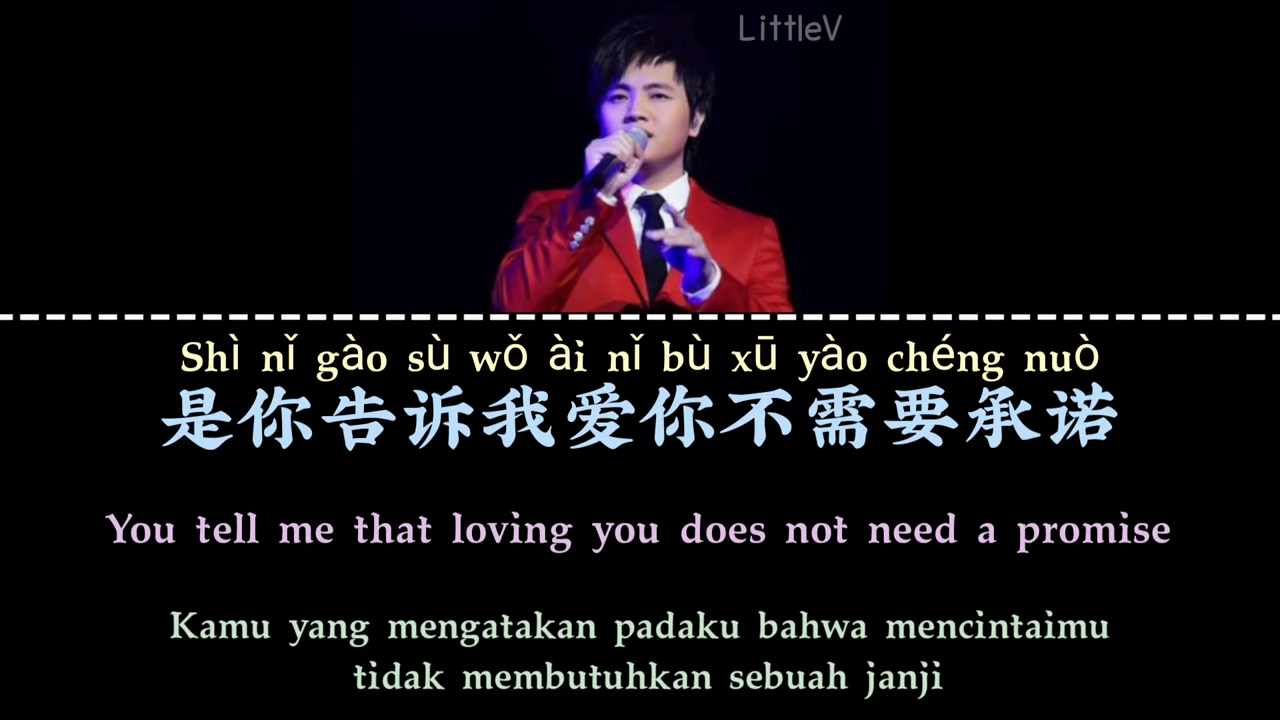 LittleV
Shì nǐ gào sù wǒ ài nǐ bù xū yào chéng nuò
是你告诉我爱你不需要承诺
You tell me that loving you does not need a promise
Kamu yang mengatakan padaku bahwa mencintaimu
tidak membutuhkan sebuah janji